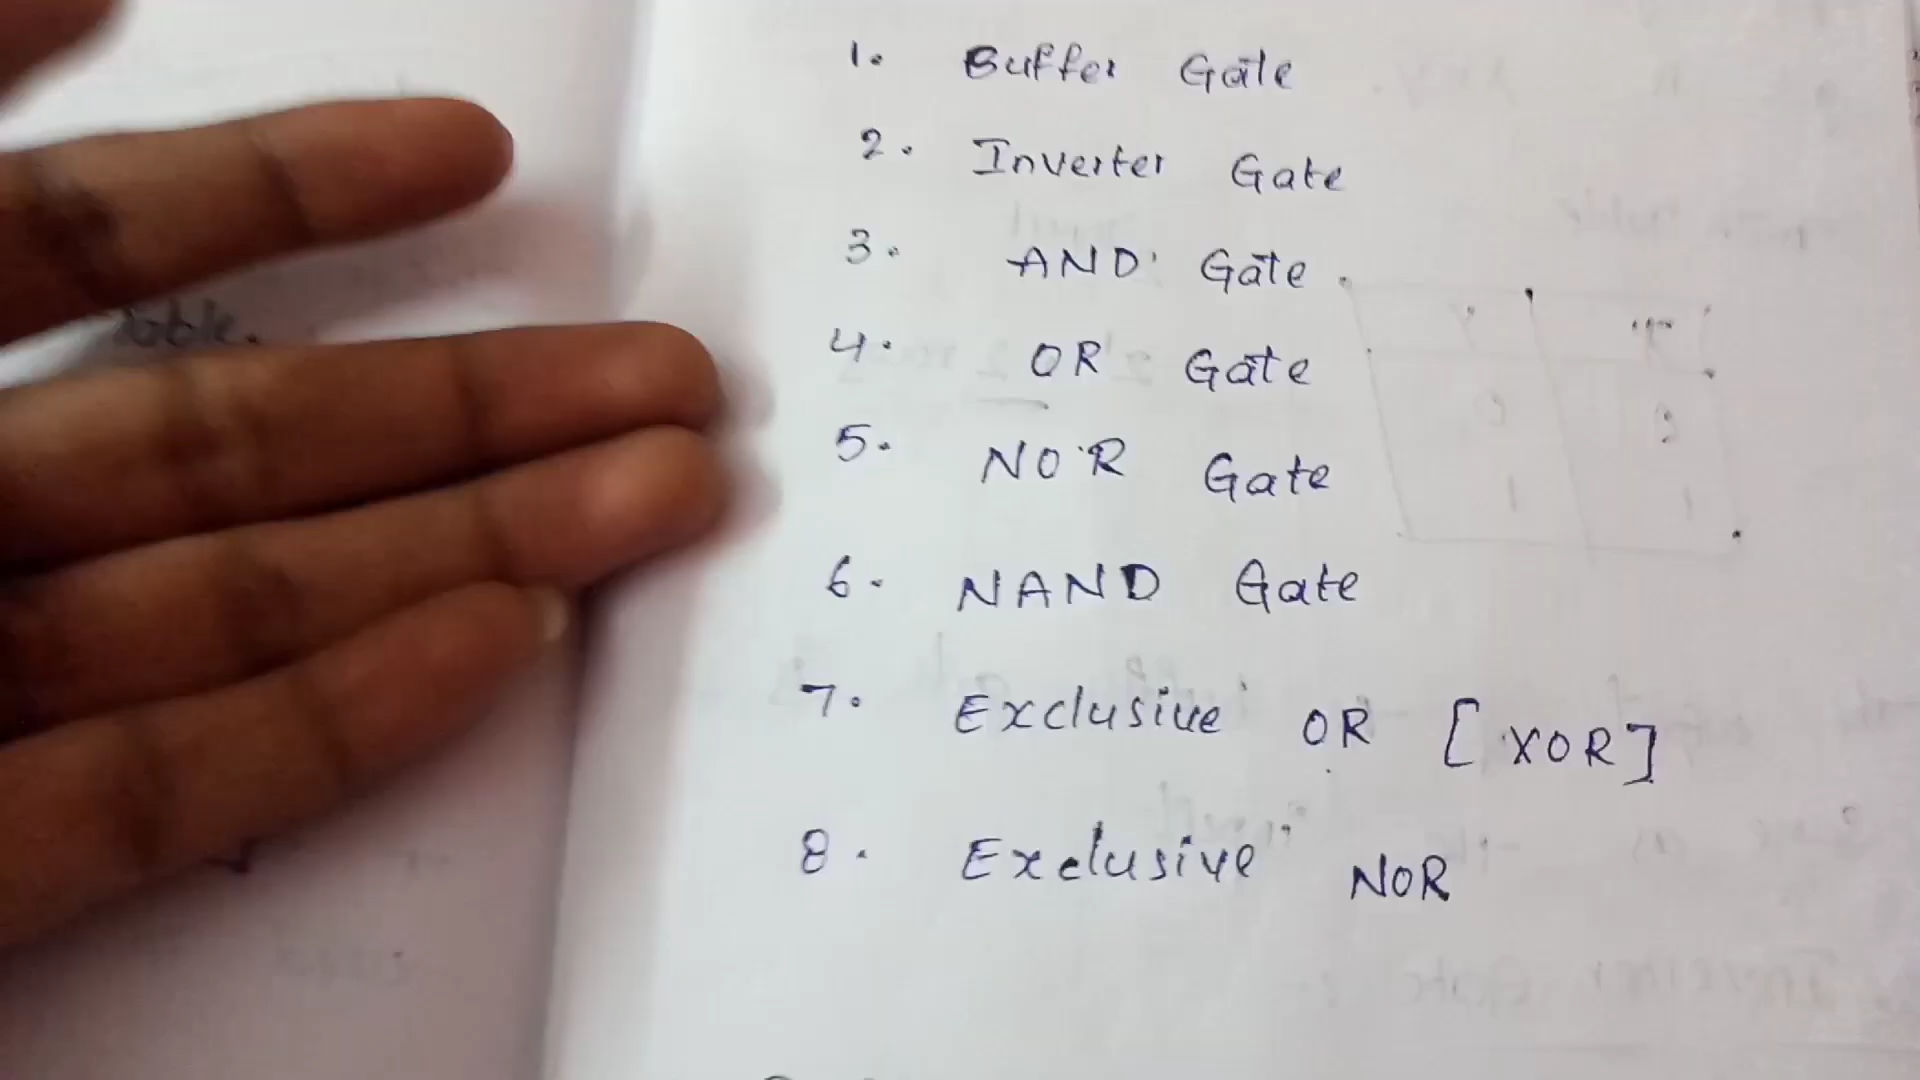 1. Buffer Gate
2. Inverter Gate
3. AND Gate
4. OR Gate
5. NOR Gate
6. NAND Gate
7. Exclusive OR [XOR]
8. Exclusive NOR
Table.